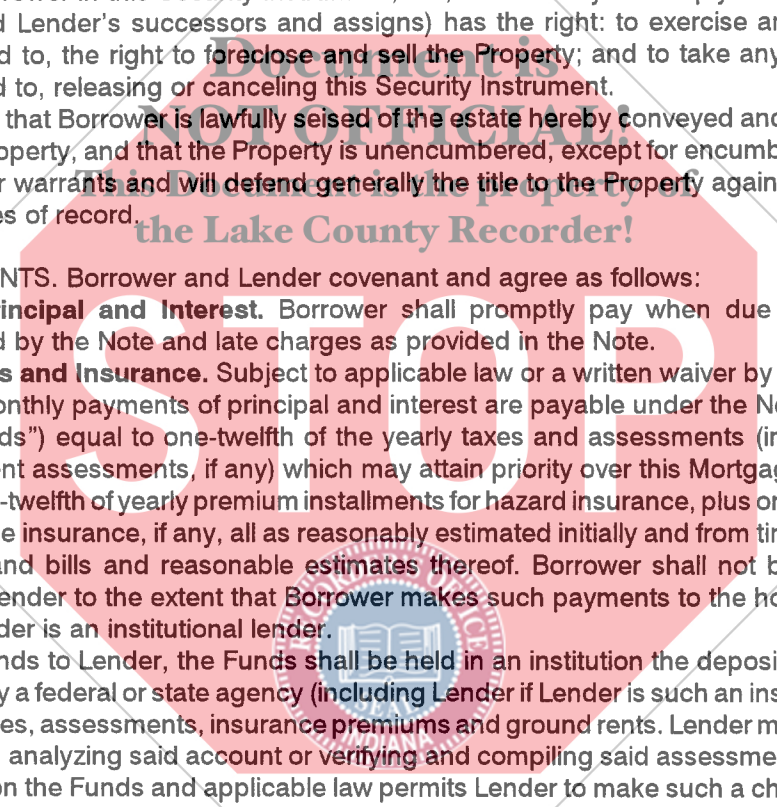 d Lender's successors and assigns) has the right: to exercise a
d to, the right to foreclose and sell the Property; and to take any
d to, releasing or canceling this Security Instrument.
that Borrower is lawfully seised of the estate hereby conveyed and
operty, and that the Property is unencumbered, except for encumb
r warrants and will defend generally the title to the Property again
es of record.
Document is
NOT OFFICIAL!
This Document is the property of
the Lake County Recorder!
NTS. Borrower and Lender covenant and agree as follows:
rincipal and Interest. Borrower shall promptly pay when due
d by the Note and late charges as provided in the Note.
s and Insurance. Subject to applicable law or a written waiver by
onthly payments of principal and interest are payable under the N
ds") equal to one-twelfth of the yearly taxes and assessments (i
nt assessments, if any) which may attain priority over this Mortga
-twelfth of yearly premium installments for hazard insurance, plus o
e insurance, if any, all as reasonably estimated initially and from ti
and bills and reasonable estimates thereof. Borrower shall not b
ender to the extent that Borrower makes such payments to the ho
der is an institutional lender.
nds to Lender, the Funds shall be held in an institution the deposi
y a federal or state agency (including Lender if Lender is such an ins
es, assessments, insurance premiums and ground rents. Lender m
analyzing said account or verifying and compiling said assessme
on the Funds and applicable law permits Lender to make such a ch
STOP
RECORDER'S OFFICE
SEAL
INDIANA